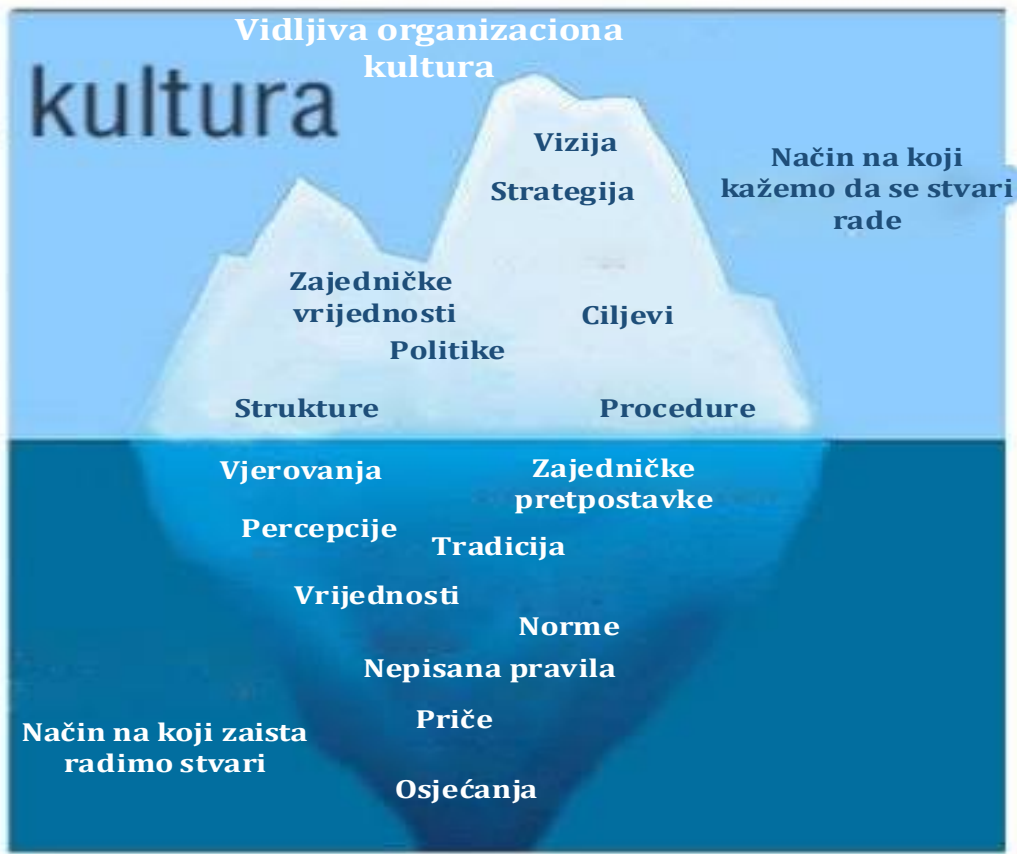 Vidljiva organizaciona
kultura
kultura
Vizija
Strategija
Način na koji
kažemo da se stvari
rade
Zajedničke
vrijednosti
Ciljevi
Politike
Strukture
Procedure
Vjerovanja
Zajedničke
pretpostavke
Percepcije
Tradicija
Vrijednosti
Norme
Nepisana pravila
Priče
Način na koji zaista
radimo stvari
Osjećanja